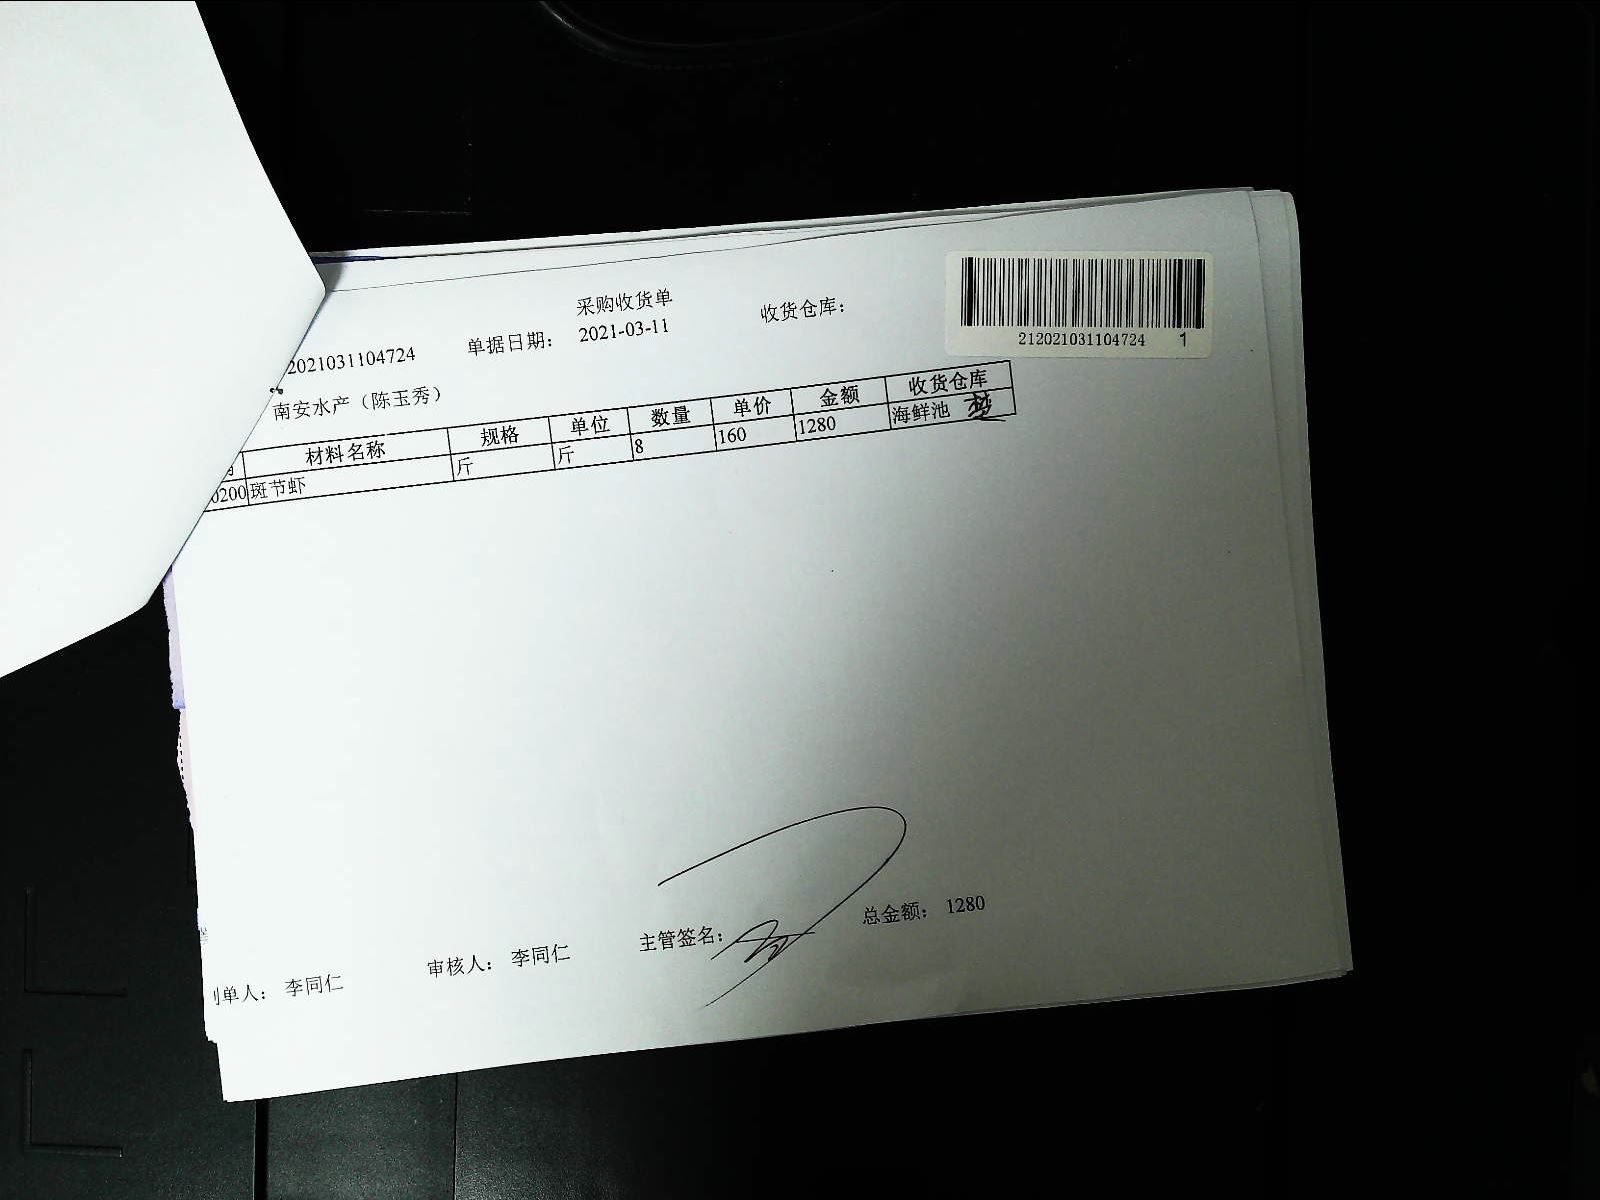 采购收货单
2021031104724 单据日期： 2021-03-11 收货仓库：
212021031104724 1
南安水产（陈玉秀）
材料名称 规格 单位 数量 单价 金额 收货仓库
0200 斑节虾 斤 斤 8 160 1280 海鲜池
制单人： 李同仁 审核人： 李同仁 主管签名： 总金额： 1280